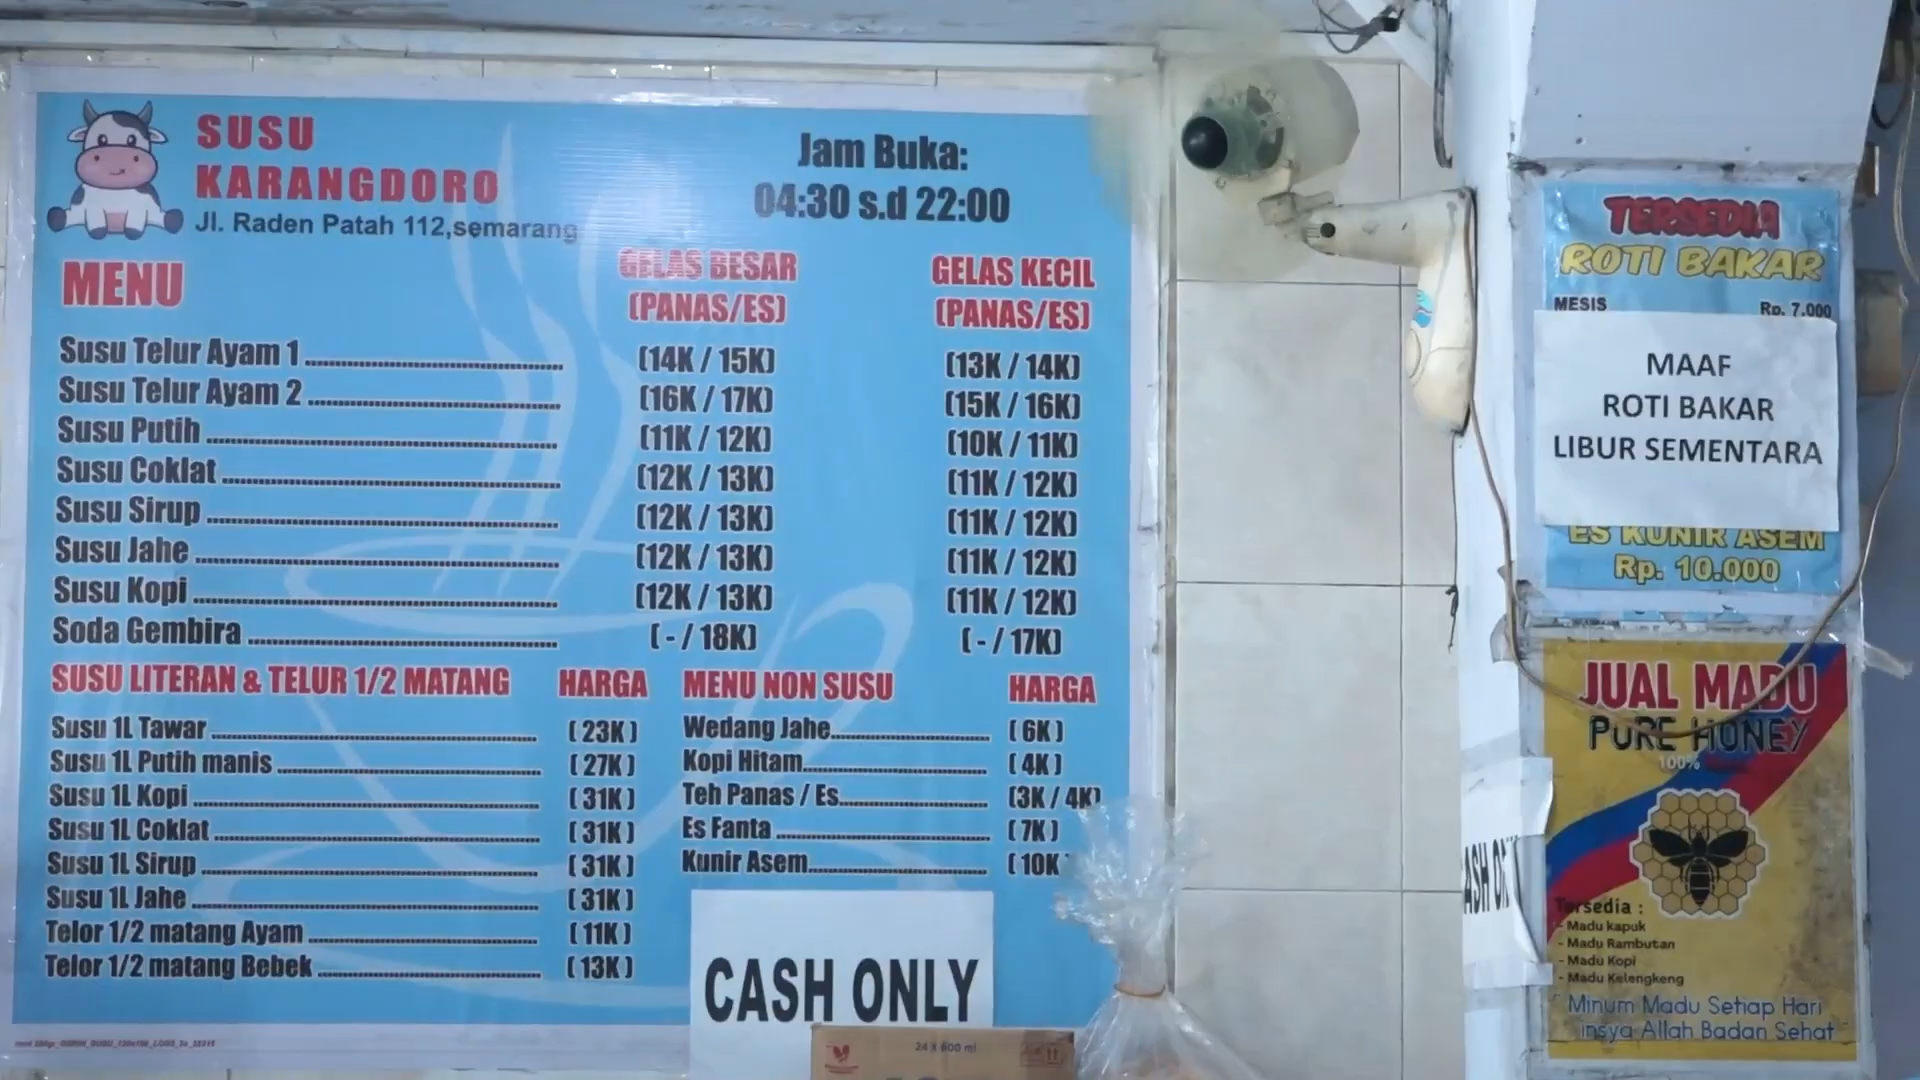 SUSU
KARANGDORO
Jl. Raden Patah 112,semarang
Jam Buka:
04:30 s.d 22:00
MENU
GELAS BESAR
(PANAS/ES)
GELAS KECIL
(PANAS/ES)
Susu Telur Ayam 1 (14K / 15K) (13K / 14K)
Susu Telur Ayam 2 (16K / 17K) (15K / 16K)
Susu Putih (11K / 12K) (10K / 11K)
Susu Coklat (12K / 13K) (11K / 12K)
Susu Sirup (12K / 13K) (11K / 12K)
Susu Jahe (12K / 13K) (11K / 12K)
Susu Kopi (12K / 13K) (11K / 12K)
Soda Gembira ( - / 18K) ( - / 17K)
SUSU LITERAN & TELUR 1/2 MATANG HARGA
Susu 1L Tawar ( 23K )
Susu 1L Putih manis ( 27K )
Susu 1L Kopi ( 31K )
Susu 1L Coklat ( 31K )
Susu 1L Sirup ( 31K )
Susu 1L Jahe ( 31K )
Telor 1/2 matang Ayam ( 11K )
Telor 1/2 matang Bebek ( 13K )
MENU NON SUSU HARGA
Wedang Jahe ( 6K )
Kopi Hitam ( 4K )
Teh Panas / Es (3K / 4K)
Es Fanta ( 7K )
Kunir Asem ( 10K
CASH ONLY
24 X 600 ml
TERSEDIA
ROTI BAKAR
MESIS Rp. 7.000
MAAF
ROTI BAKAR
LIBUR SEMENTARA
ES KUNIR ASEM
Rp. 10.000
JUAL MADU
PURE HONEY
100%
Tersedia :
- Madu kapuk
- Madu Rambutan
- Madu Kopi
- Madu Kelengkeng
Minum Madu Setiap Hari
insya Allah Badan Sehat